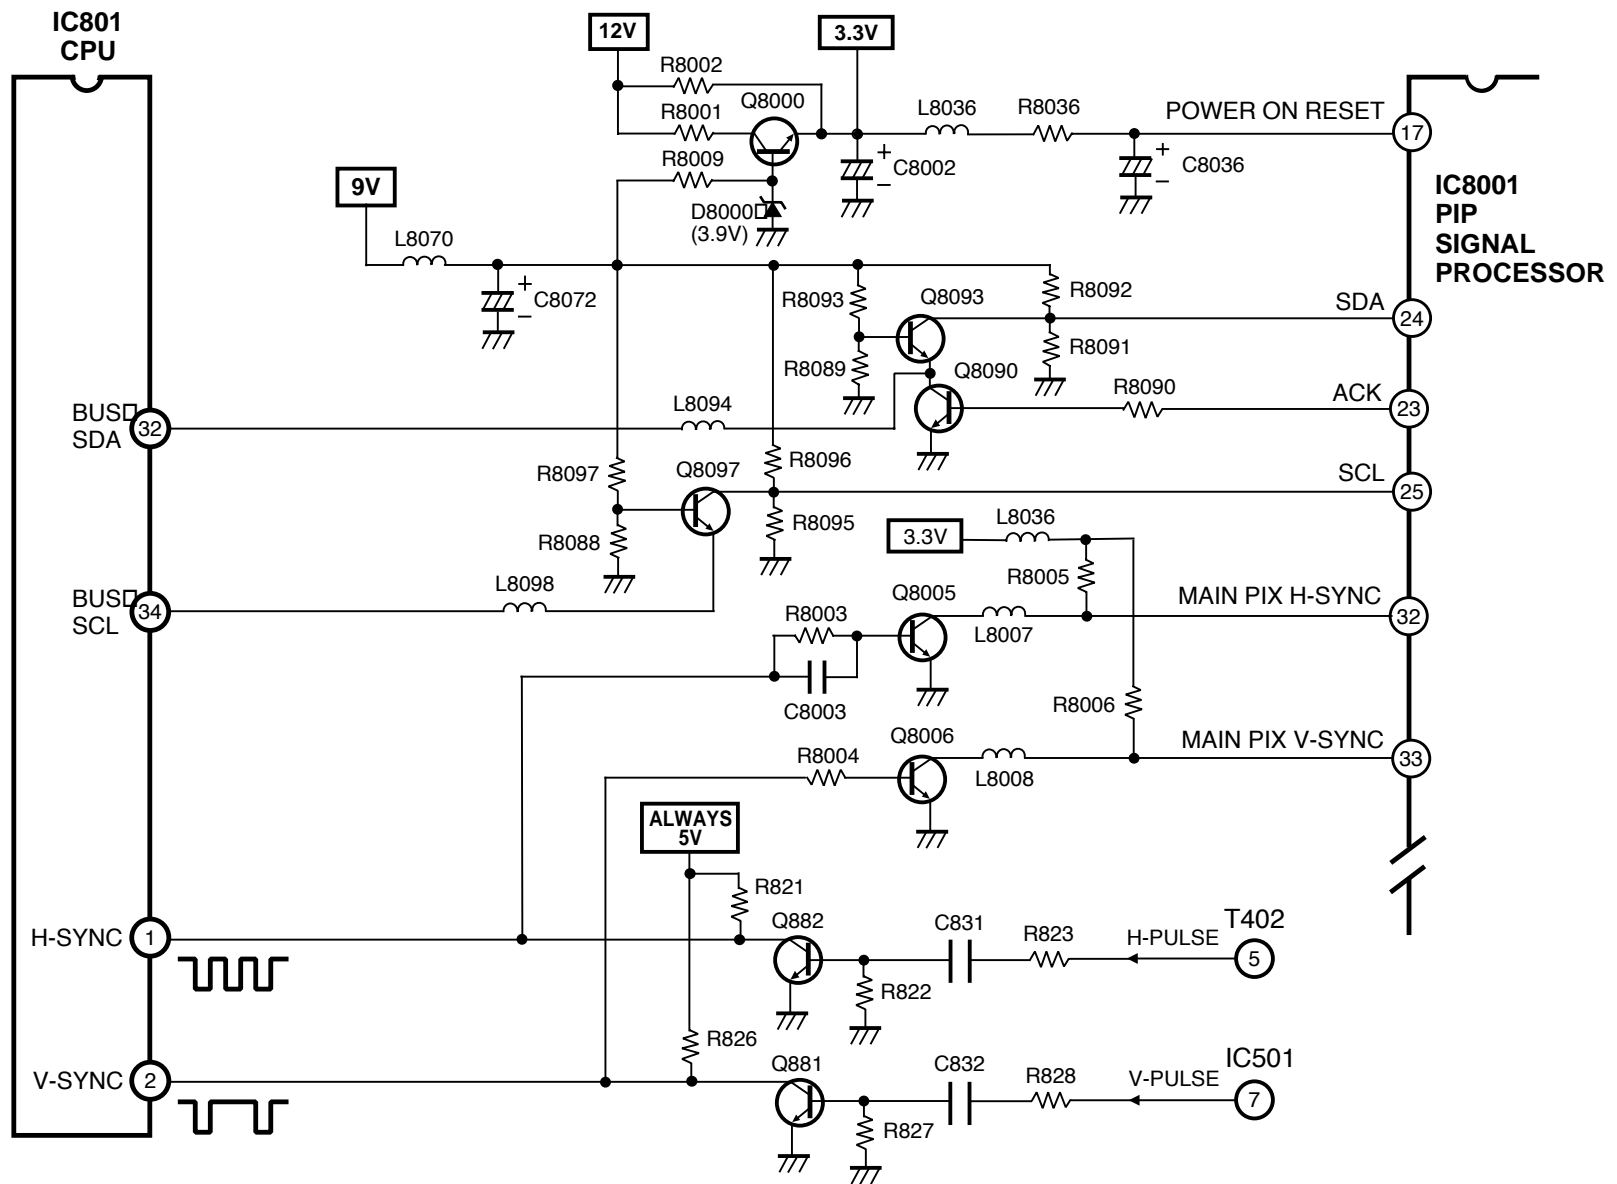 IC801
CPU
12V
3.3V
R8002
R8001
Q8000
L8036
R8036
POWER ON RESET
17
R8009
C8002
C8036
9V
D8000
(3.9V)
IC8001
PIP
SIGNAL
PROCESSOR
L8070
C8072
R8093
Q8093
R8092
SDA
24
R8089
R8091
Q8090
R8090
ACK
23
BUS
SDA
32
L8094
R8097
Q8097
R8096
SCL
25
R8088
R8095
3.3V
L8036
R8005
BUS
SCL
34
L8098
R8003
Q8005
L8007
MAIN PIX H-SYNC
32
C8003
R8006
R8004
Q8006
L8008
MAIN PIX V-SYNC
33
ALWAYS
5V
R821
H-SYNC
1
Q882
C831
R823
H-PULSE
T402
5
R822
R826
V-SYNC
2
Q881
C832
R828
V-PULSE
IC501
7
R827